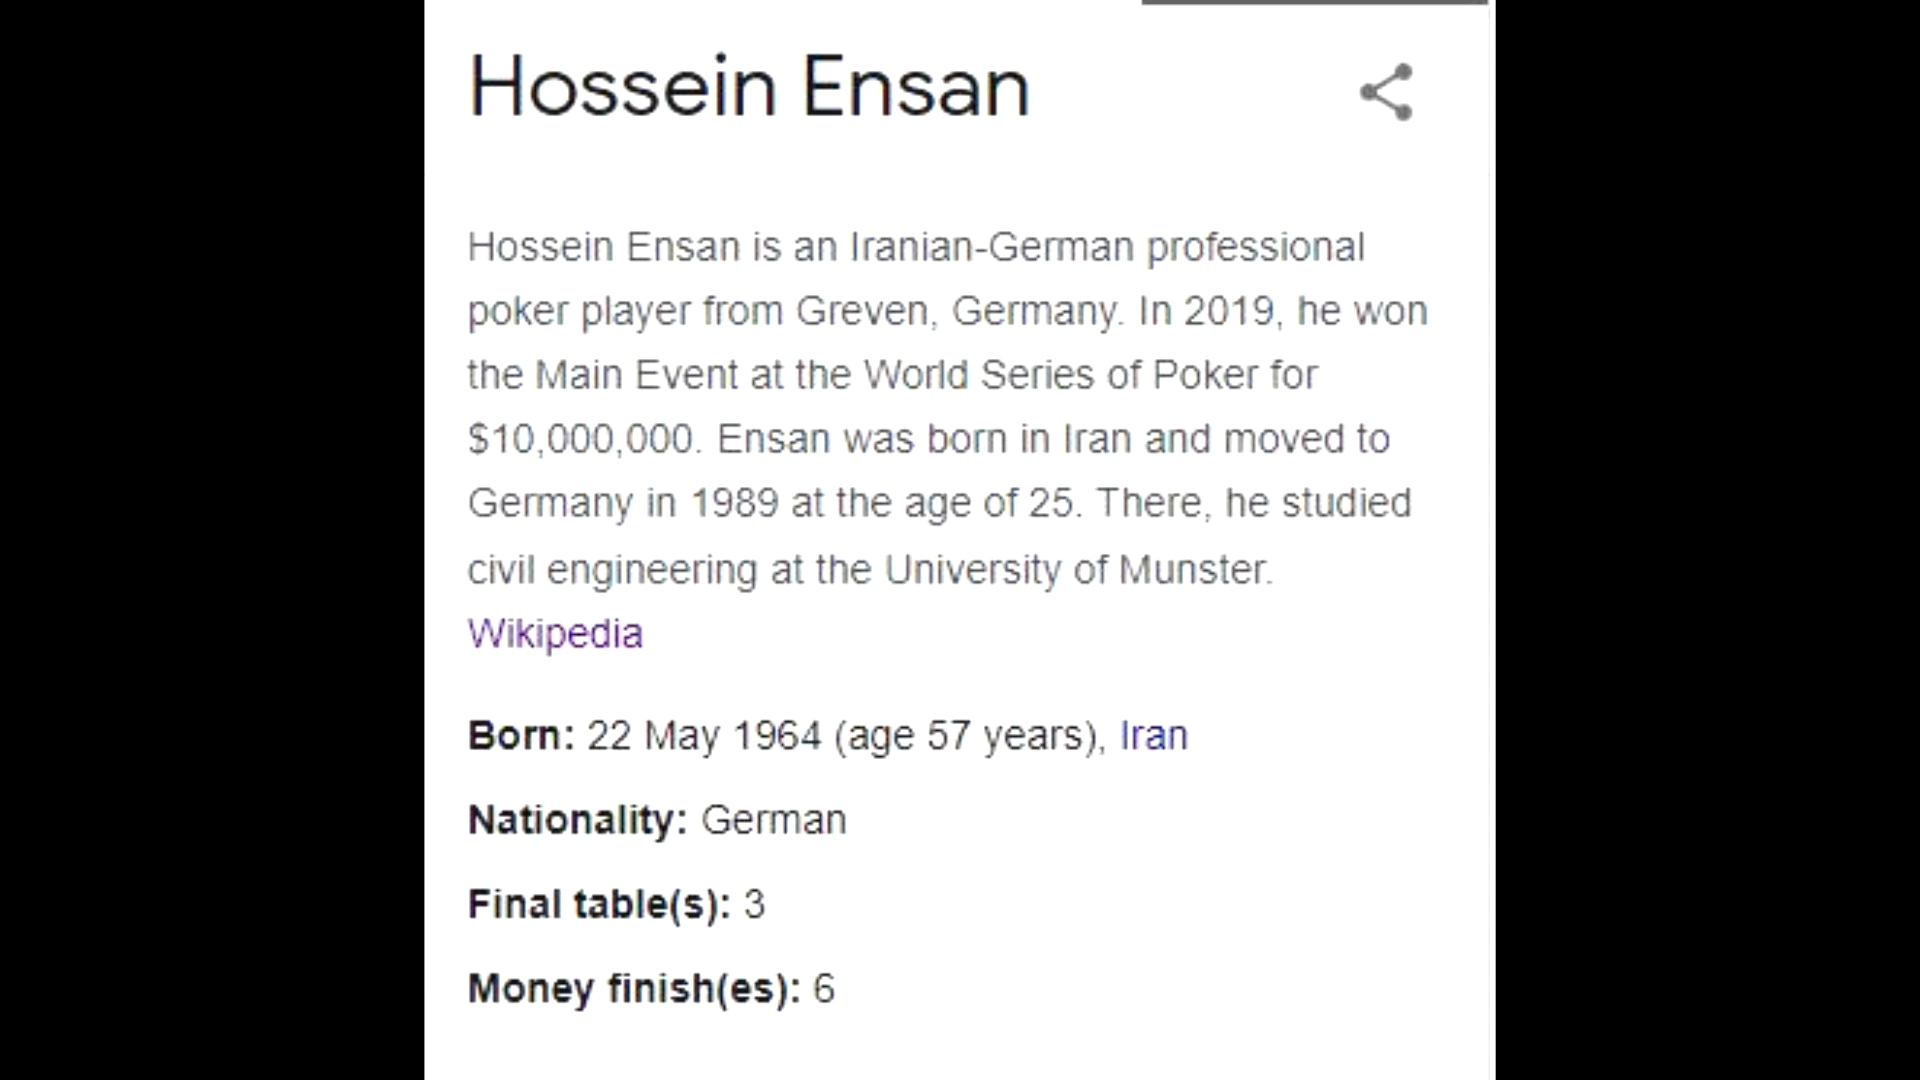 Hossein Ensan
Hossein Ensan is an Iranian-German professional
poker player from Greven, Germany. In 2019, he won
the Main Event at the World Series of Poker for
$10,000,000. Ensan was born in Iran and moved to
Germany in 1989 at the age of 25. There, he studied
civil engineering at the University of Munster.
Wikipedia
Born: 22 May 1964 (age 57 years), Iran
Nationality: German
Final table(s): 3
Money finish(es): 6